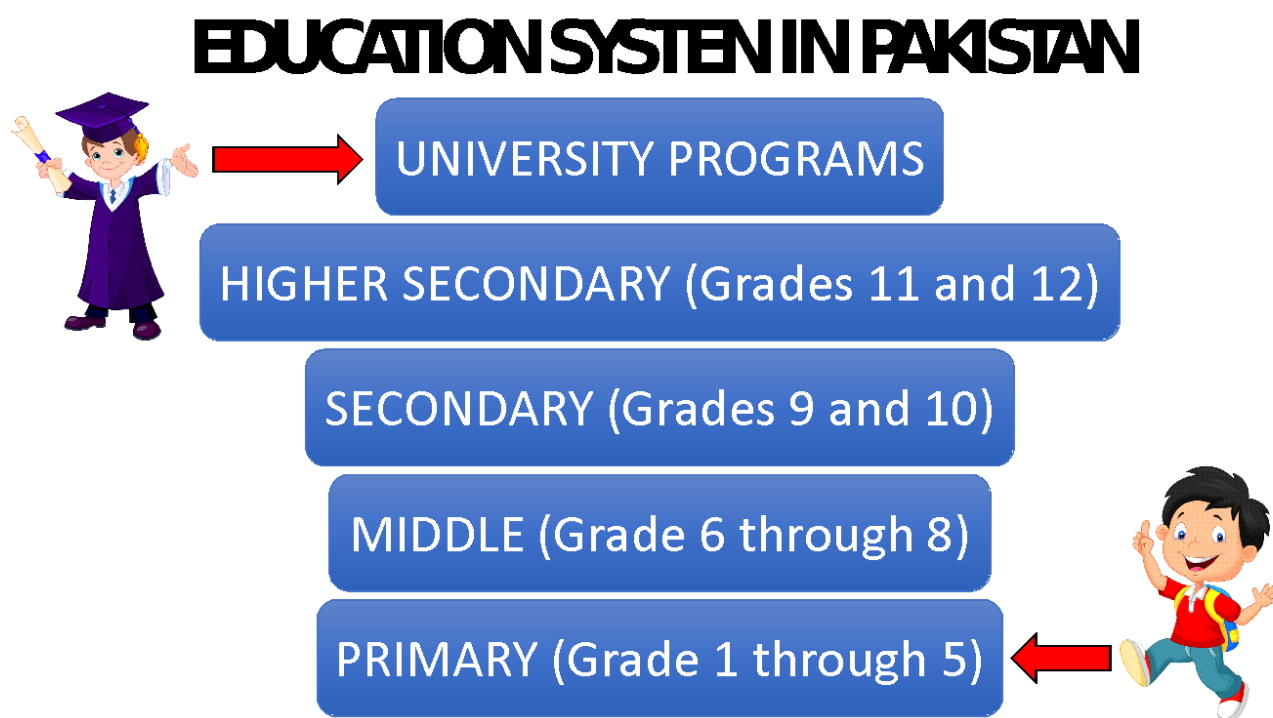 EDUCATION SYSTEN IN PAKISTAN
UNIVERSITY PROGRAMS
HIGHER SECONDARY (Grades 11 and 12)
SECONDARY (Grades 9 and 10)
MIDDLE (Grade 6 through 8)
PRIMARY (Grade 1 through 5)